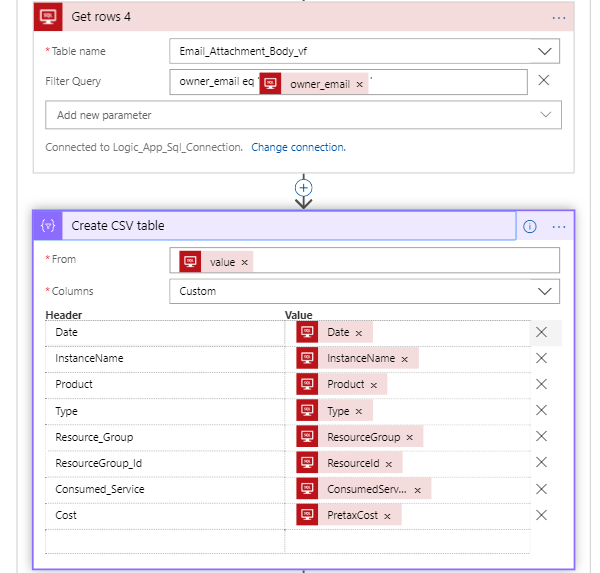 Get rows 4 ...
* Table name Email_Attachment_Body_vf
Filter Query owner_email eq ' owner_email × '
Add new parameter
Connected to Logic_App_Sql_Connection. Change connection.
Create CSV table ...
* From value ×
* Columns Custom
Header Value
Date Date ×
InstanceName InstanceName ×
Product Product ×
Type Type ×
Resource_Group ResourceGroup ×
ResourceGroup_Id ResourceId ×
Consumed_Service ConsumedServ... ×
Cost PretaxCost ×